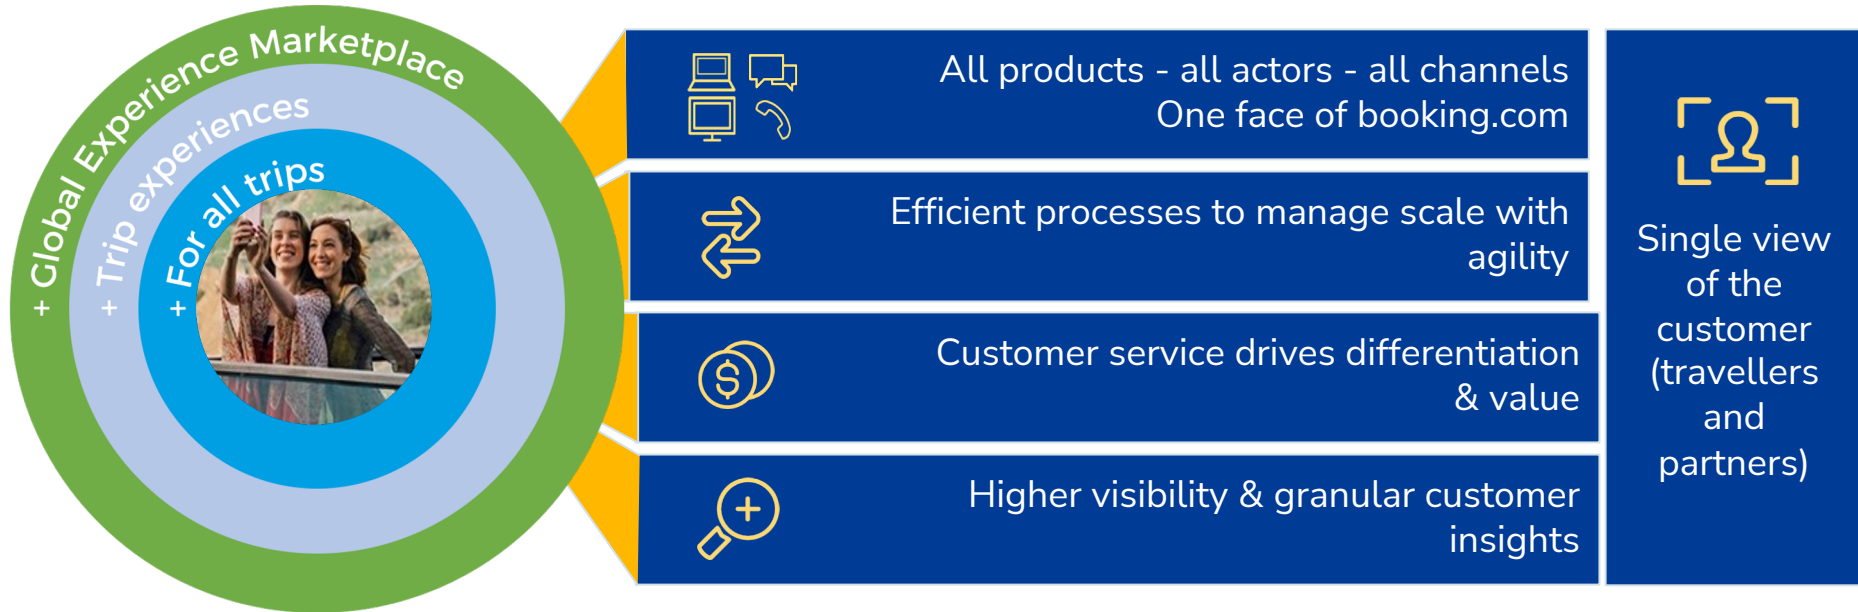 + Global Experience Marketplace
+ Trip experiences
+ For all trips
All products - all actors - all channels
One face of booking.com
Efficient processes to manage scale with
agility
Customer service drives differentiation
& value
Higher visibility & granular customer
insights
Single view
of the
customer
(travellers
and
partners)